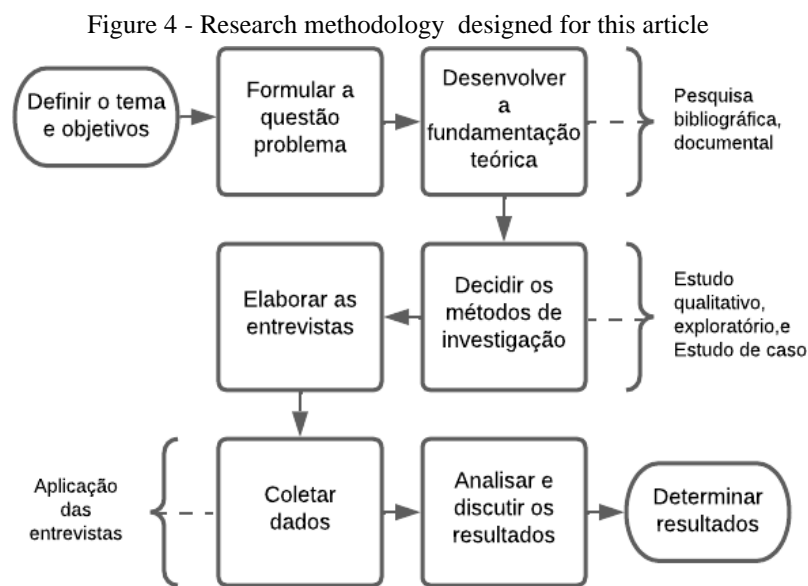 Figure 4 - Research methodology designed for this article
Definir o tema
e objetivos
Formular a
questão
problema
Desenvolver
a
fundamentação
teórica
Pesquisa
bibliográfica,
documental
Elaborar as
entrevistas
Decidir os
métodos de
investigação
Estudo
qualitativo,
exploratório,e
Estudo de caso
Aplicação
das
entrevistas
Coletar
dados
Analisar e
discutir os
resultados
Determinar
resultados